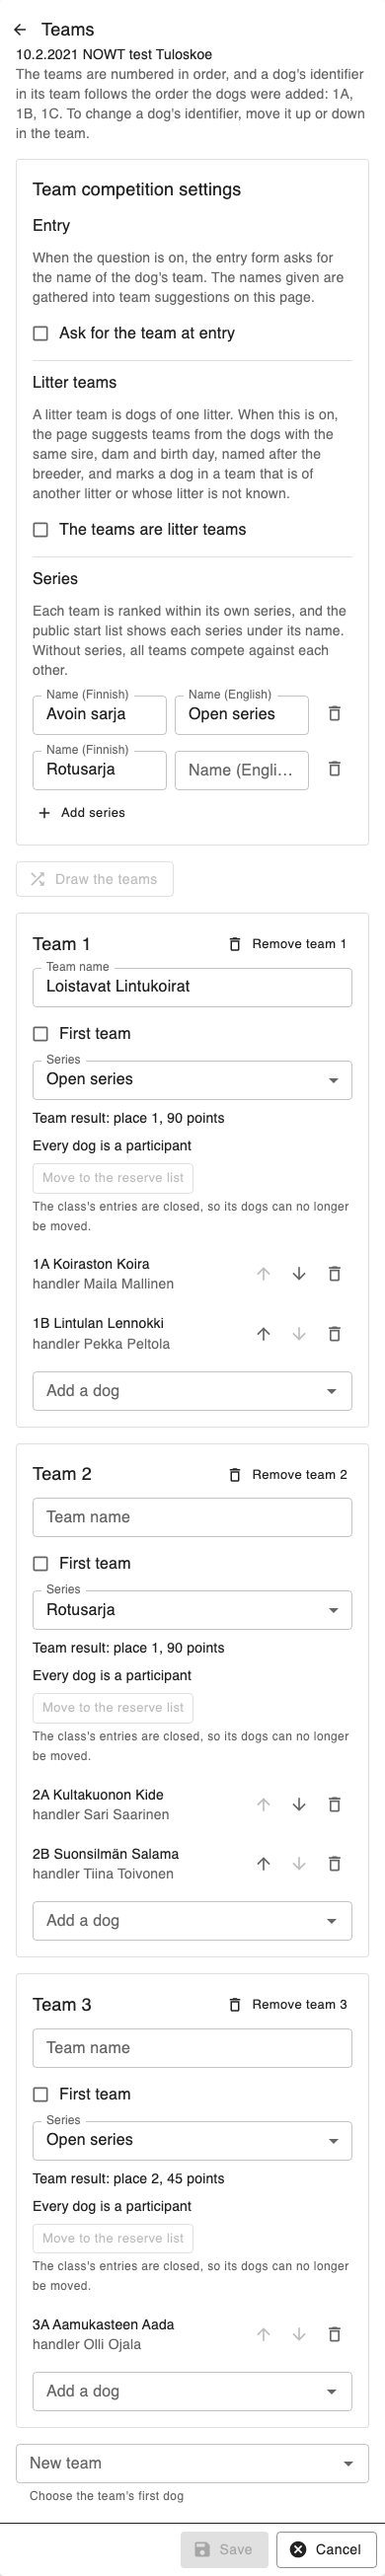 Teams
10.2.2021 NOWT test Tuloskoe
The teams are numbered in order, and a dog's identifier
in its team follows the order the dogs were added: 1A,
1B, 1C. To change a dog's identifier, move it up or down
in the team.
Team competition settings
Entry
When the question is on, the entry form asks for
the name of the dog's team. The names given are
gathered into team suggestions on this page.
Ask for the team at entry
Litter teams
A litter team is dogs of one litter. When this is on,
the page suggests teams from the dogs with the
same sire, dam and birth day, named after the
breeder, and marks a dog in a team that is of
another litter or whose litter is not known.
The teams are litter teams
Series
Each team is ranked within its own series, and the
public start list shows each series under its name.
Without series, all teams compete against each
other.
Name (Finnish) Name (English)
Avoin sarja Open series
Name (Finnish)
Rotusarja Name (Engli...
Add series
Draw the teams
Team 1 Remove team 1
Team name
Loistavat Lintukoirat
First team
Series
Open series
Team result: place 1, 90 points
Every dog is a participant
Move to the reserve list
The class's entries are closed, so its dogs can no longer
be moved.
1A Koiraston Koira
handler Maila Mallinen
1B Lintulan Lennokki
handler Pekka Peltola
Add a dog
Team 2 Remove team 2
Team name
First team
Series
Rotusarja
Team result: place 1, 90 points
Every dog is a participant
Move to the reserve list
The class's entries are closed, so its dogs can no longer
be moved.
2A Kultakuonon Kide
handler Sari Saarinen
2B Suonsilmän Salama
handler Tiina Toivonen
Add a dog
Team 3 Remove team 3
Team name
First team
Series
Open series
Team result: place 2, 45 points
Every dog is a participant
Move to the reserve list
The class's entries are closed, so its dogs can no longer
be moved.
3A Aamukasteen Aada
handler Olli Ojala
Add a dog
New team
Choose the team's first dog
Save Cancel